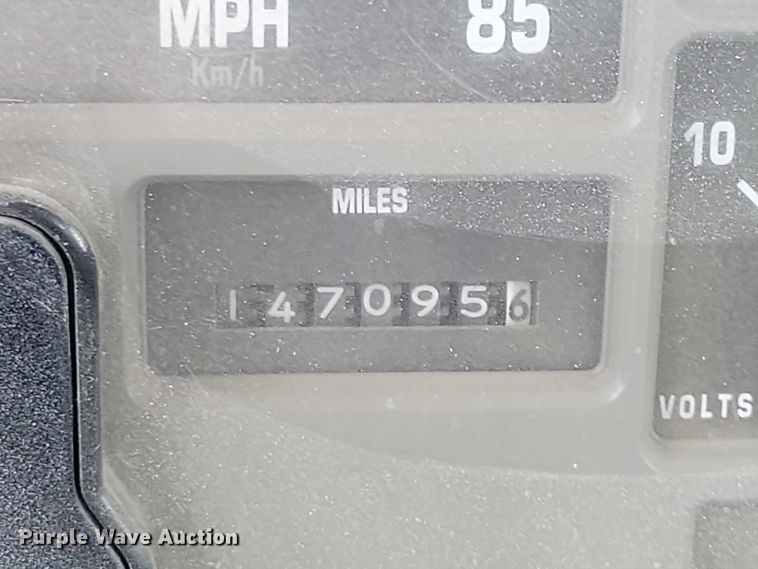 MPH 85
Km/h
10
MILES
1470956
VOLTS
Purple Wave Auction